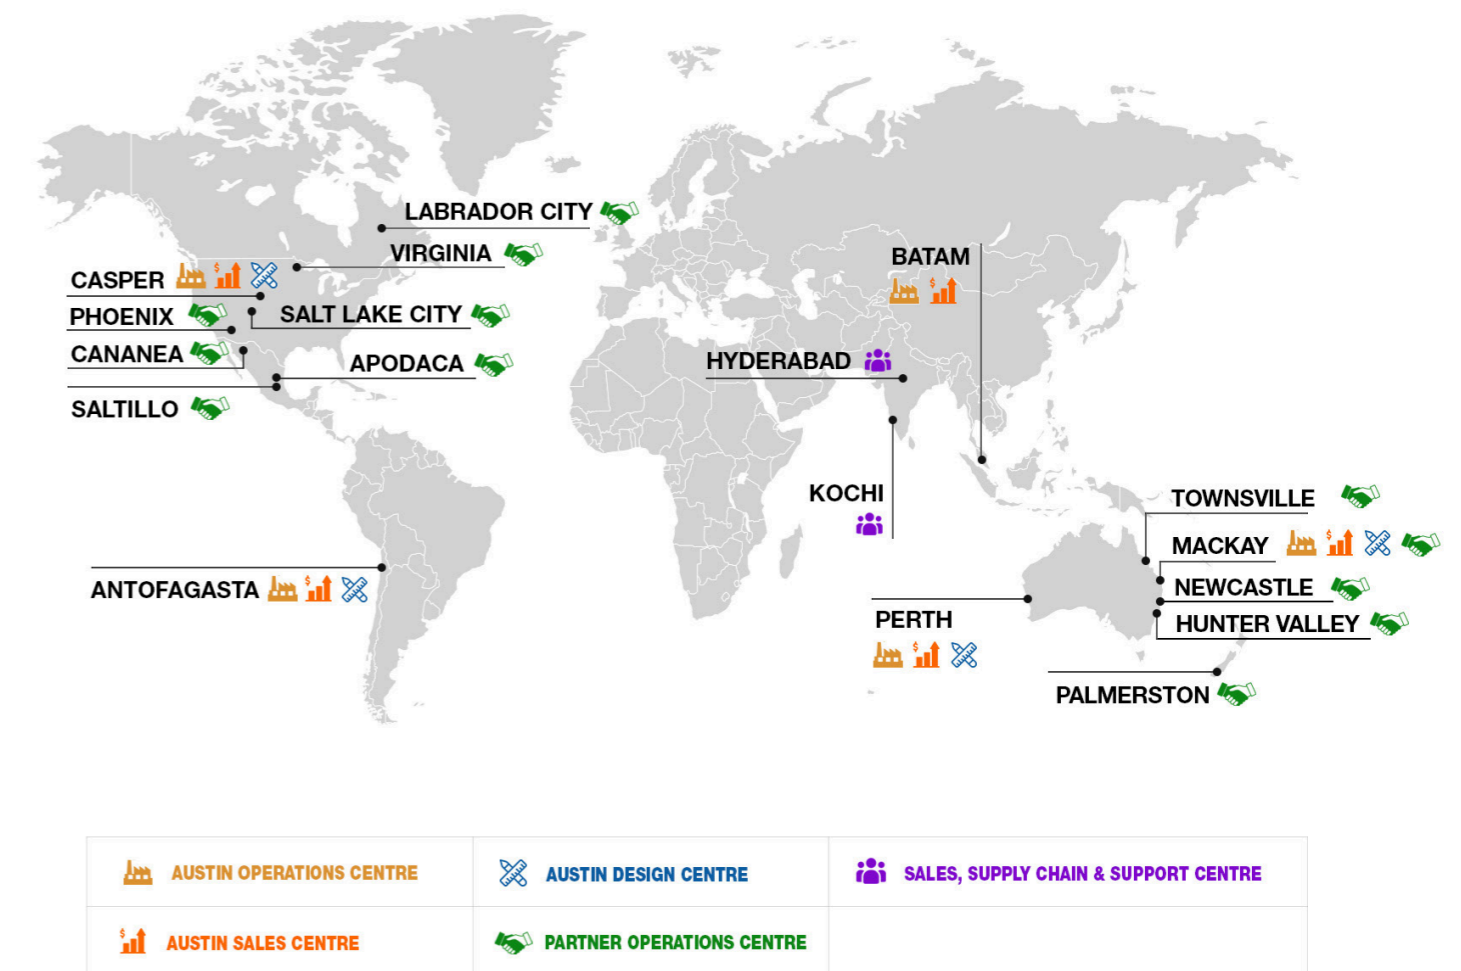 LABRADOR CITY
VIRGINIA
BATAM
CASPER
PHOENIX
SALT LAKE CITY
CANANEA
APODACA
HYDERABAD
SALTILLO
KOCHI
TOWNSVILLE
MACKAY
ANTOFAGASTA
NEWCASTLE
PERTH
HUNTER VALLEY
PALMERSTON
AUSTIN OPERATIONS CENTRE
AUSTIN DESIGN CENTRE
SALES, SUPPLY CHAIN & SUPPORT CENTRE
AUSTIN SALES CENTRE
PARTNER OPERATIONS CENTRE